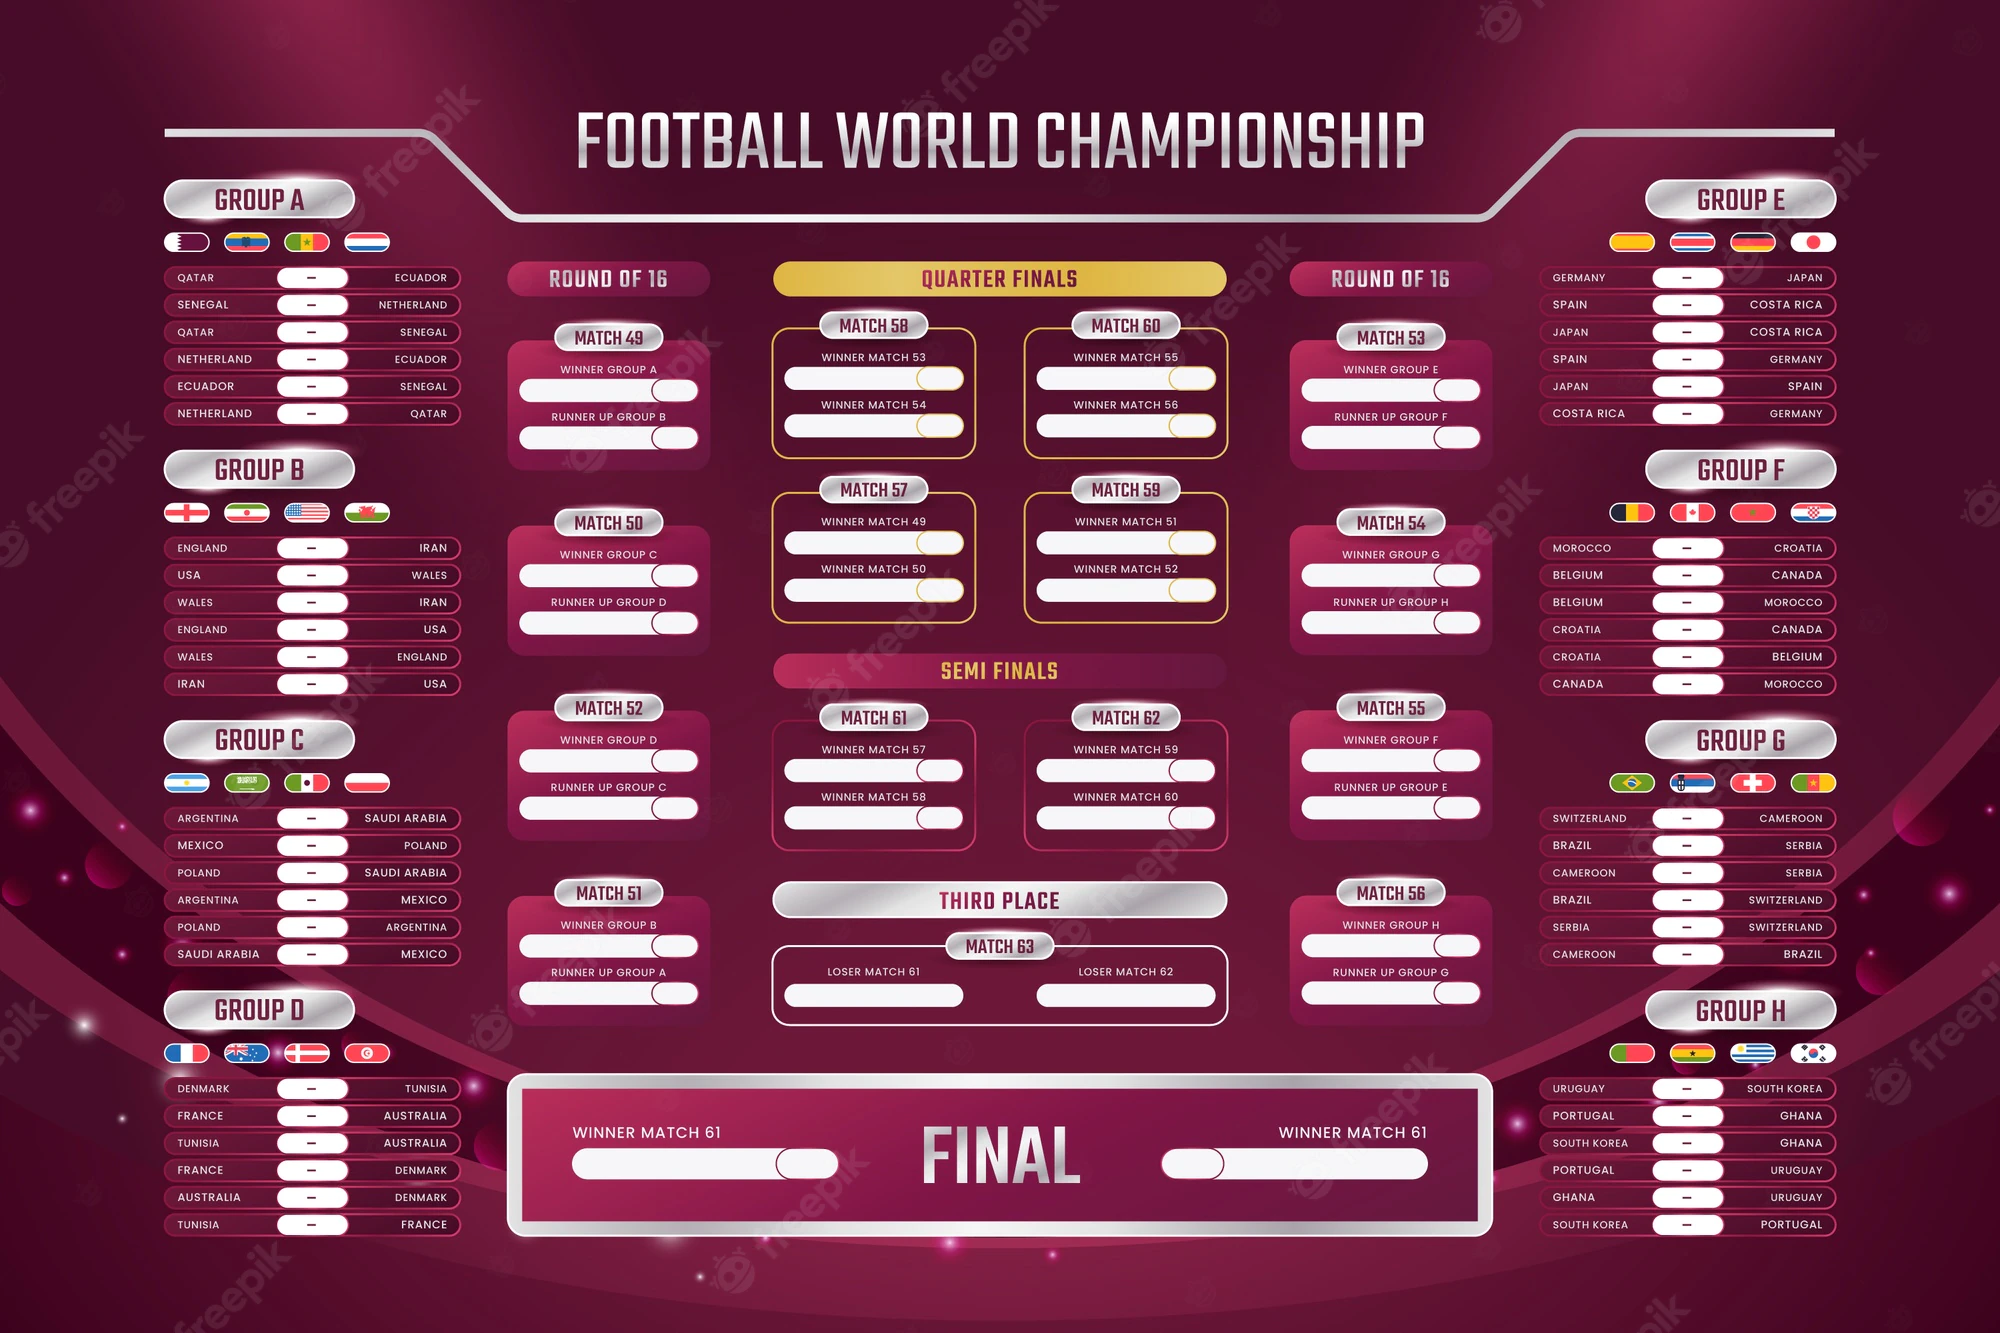 FOOTBALL WORLD CHAMPIONSHIP
GROUP A
QATAR – ECUADOR
SENEGAL – NETHERLAND
QATAR – SENEGAL
NETHERLAND – ECUADOR
ECUADOR – SENEGAL
NETHERLAND – QATAR
GROUP B
ENGLAND – IRAN
USA – WALES
WALES – IRAN
ENGLAND – USA
WALES – ENGLAND
IRAN – USA
GROUP C
ARGENTINA – SAUDI ARABIA
MEXICO – POLAND
POLAND – SAUDI ARABIA
ARGENTINA – MEXICO
POLAND – ARGENTINA
SAUDI ARABIA – MEXICO
GROUP D
DENMARK – TUNISIA
FRANCE – AUSTRALIA
TUNISIA – AUSTRALIA
FRANCE – DENMARK
AUSTRALIA – DENMARK
TUNISIA – FRANCE
ROUND OF 16
MATCH 49
WINNER GROUP A
RUNNER UP GROUP B
MATCH 50
WINNER GROUP C
RUNNER UP GROUP D
MATCH 52
WINNER GROUP D
RUNNER UP GROUP C
MATCH 51
WINNER GROUP B
RUNNER UP GROUP A
QUARTER FINALS
MATCH 58
WINNER MATCH 53
WINNER MATCH 54
MATCH 60
WINNER MATCH 55
WINNER MATCH 56
MATCH 57
WINNER MATCH 49
WINNER MATCH 50
MATCH 59
WINNER MATCH 51
WINNER MATCH 52
SEMI FINALS
MATCH 61
WINNER MATCH 57
WINNER MATCH 58
MATCH 62
WINNER MATCH 59
WINNER MATCH 60
THIRD PLACE
MATCH 63
LOSER MATCH 61
LOSER MATCH 62
ROUND OF 16
MATCH 53
WINNER GROUP E
RUNNER UP GROUP F
MATCH 54
WINNER GROUP G
RUNNER UP GROUP H
MATCH 55
WINNER GROUP F
RUNNER UP GROUP E
MATCH 56
WINNER GROUP H
RUNNER UP GROUP G
WINNER MATCH 61
FINAL
WINNER MATCH 61
GROUP E
GERMANY – JAPAN
SPAIN – COSTA RICA
JAPAN – COSTA RICA
SPAIN – GERMANY
JAPAN – SPAIN
COSTA RICA – GERMANY
GROUP F
MOROCCO – CROATIA
BELGIUM – CANADA
BELGIUM – MOROCCO
CROATIA – CANADA
CROATIA – BELGIUM
CANADA – MOROCCO
GROUP G
SWITZERLAND – CAMEROON
BRAZIL – SERBIA
CAMEROON – SERBIA
BRAZIL – SWITZERLAND
SERBIA – SWITZERLAND
CAMEROON – BRAZIL
GROUP H
URUGUAY – SOUTH KOREA
PORTUGAL – GHANA
SOUTH KOREA – GHANA
PORTUGAL – URUGUAY
GHANA – URUGUAY
SOUTH KOREA – PORTUGAL
freepik